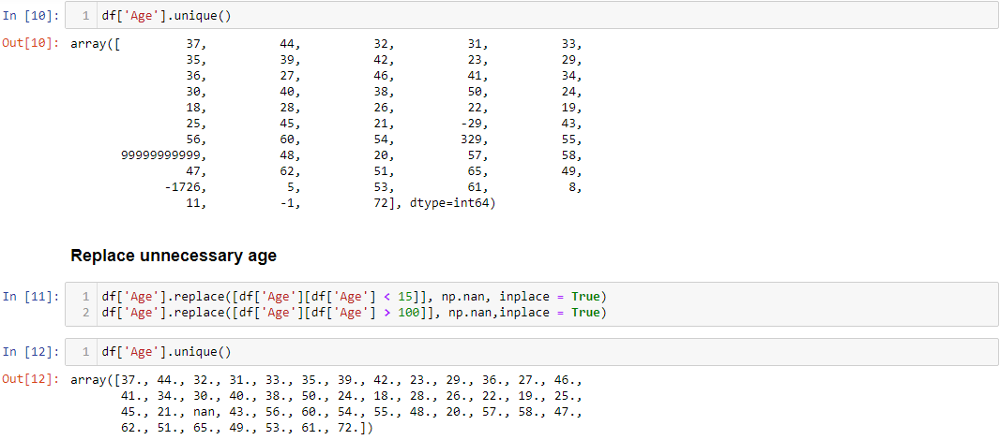 In [10]: 1 df['Age'].unique()
Out[10]: array([ 37, 44, 32, 31, 33,
35, 39, 42, 23, 29,
36, 27, 46, 41, 34,
30, 40, 38, 50, 24,
18, 28, 26, 22, 19,
25, 45, 21, -29, 43,
56, 60, 54, 329, 55,
99999999999, 48, 20, 57, 58,
47, 62, 51, 65, 49,
-1726, 5, 53, 61, 8,
11, -1, 72], dtype=int64)
Replace unnecessary age
In [11]: 1 df['Age'].replace([df['Age'][df['Age'] < 15]], np.nan, inplace = True)
2 df['Age'].replace([df['Age'][df['Age'] > 100]], np.nan,inplace = True)
In [12]: 1 df['Age'].unique()
Out[12]: array([37., 44., 32., 31., 33., 35., 39., 42., 23., 29., 36., 27., 46.,
41., 34., 30., 40., 38., 50., 24., 18., 28., 26., 22., 19., 25.,
45., 21., nan, 43., 56., 60., 54., 55., 48., 20., 57., 58., 47.,
62., 51., 65., 49., 53., 61., 72.])